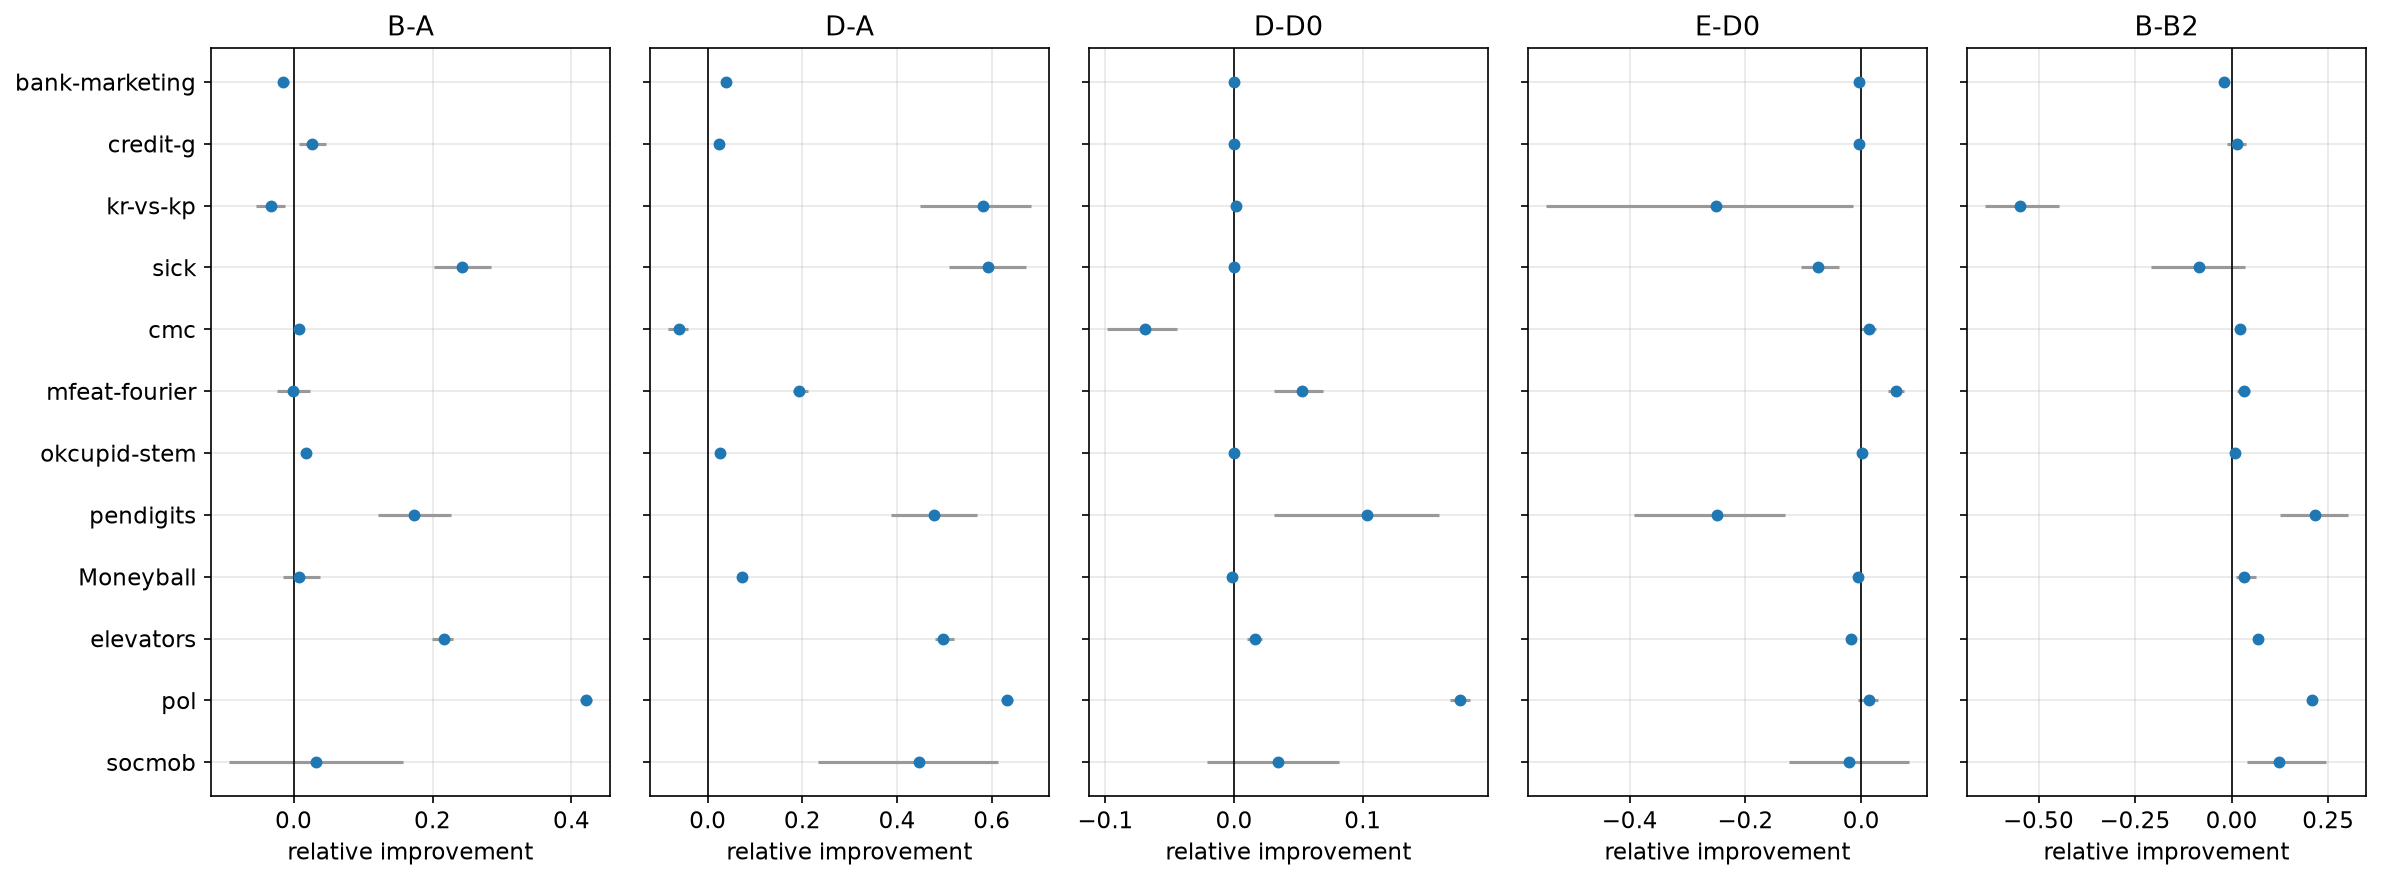 B-A
D-A
D-D0
E-D0
B-B2
bank-marketing
credit-g
kr-vs-kp
sick
cmc
mfeat-fourier
okcupid-stem
pendigits
Moneyball
elevators
pol
socmob
0.0 0.2 0.4
0.0 0.2 0.4 0.6
−0.1 0.0 0.1
−0.4 −0.2 0.0
−0.50 −0.25 0.00 0.25
relative improvement
relative improvement
relative improvement
relative improvement
relative improvement